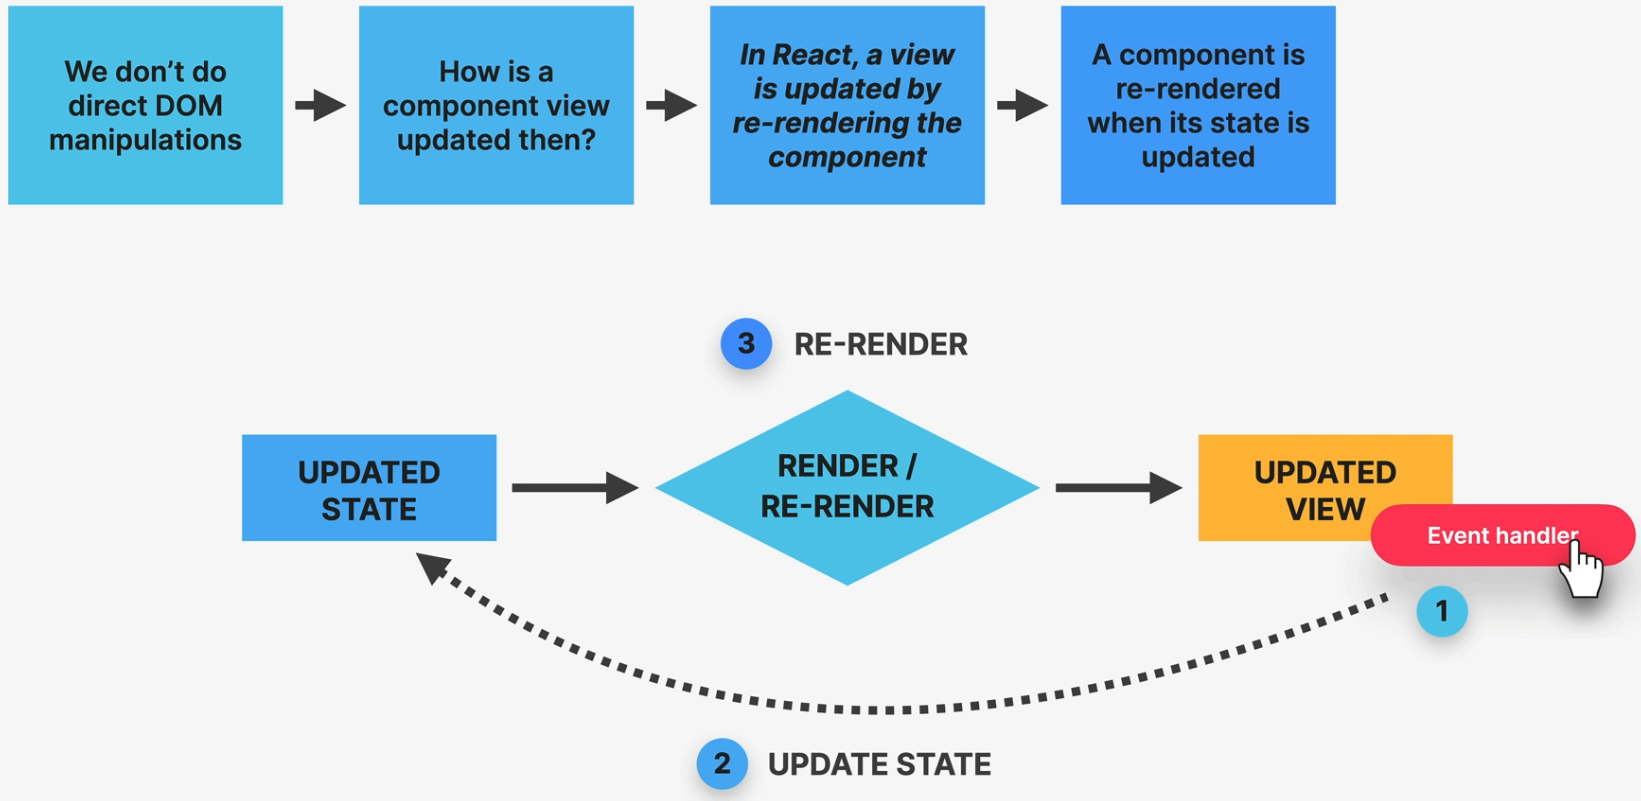 We don’t do
direct DOM
manipulations
How is a
component view
updated then?
In React, a view
is updated by
re-rendering the
component
A component is
re-rendered
when its state is
updated
3 RE-RENDER
UPDATED
STATE
RENDER /
RE-RENDER
UPDATED
VIEW
Event handler
1
2 UPDATE STATE